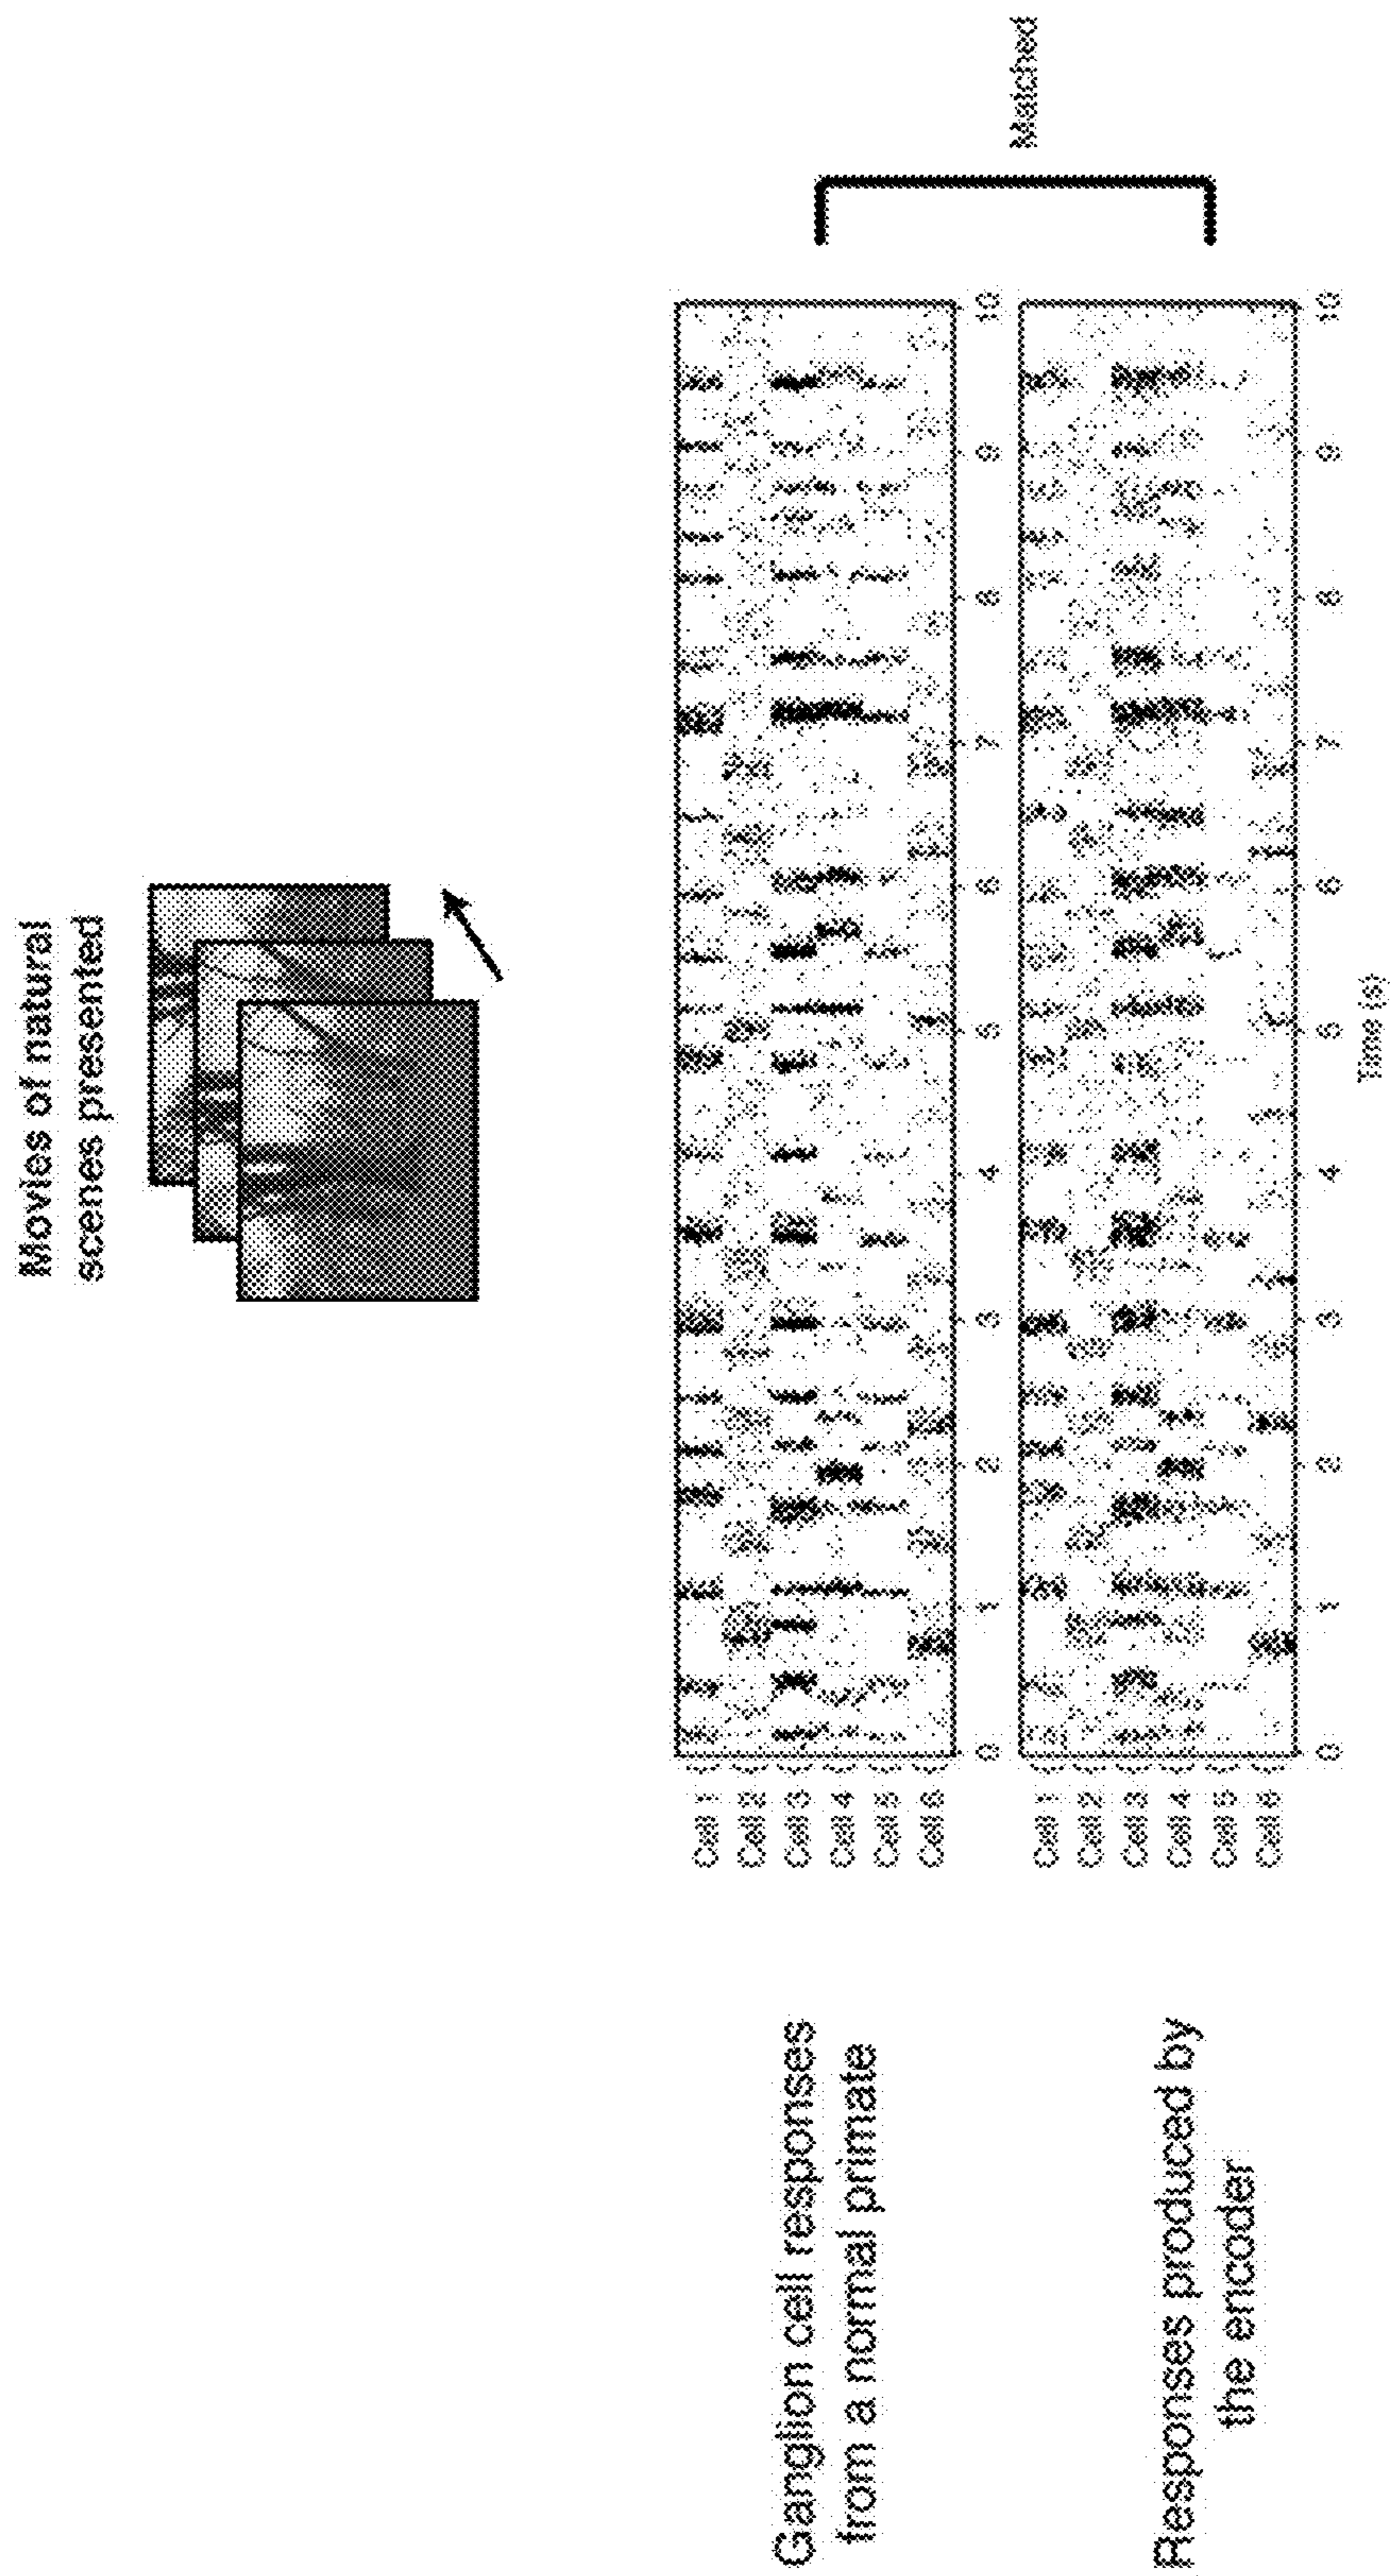 Movies of natural
scenes presented
Ganglion cell responses
from a normal primate
Cell 1
Cell 2
Cell 3
Cell 4
Cell 5
Cell 6
0 1 2 3 4 5 6 7 8 9 10
Responses produced by
the encoder
Cell 1
Cell 2
Cell 3
Cell 4
Cell 5
Cell 6
0 1 2 3 4 5 6 7 8 9 10
Time (s)
Matched